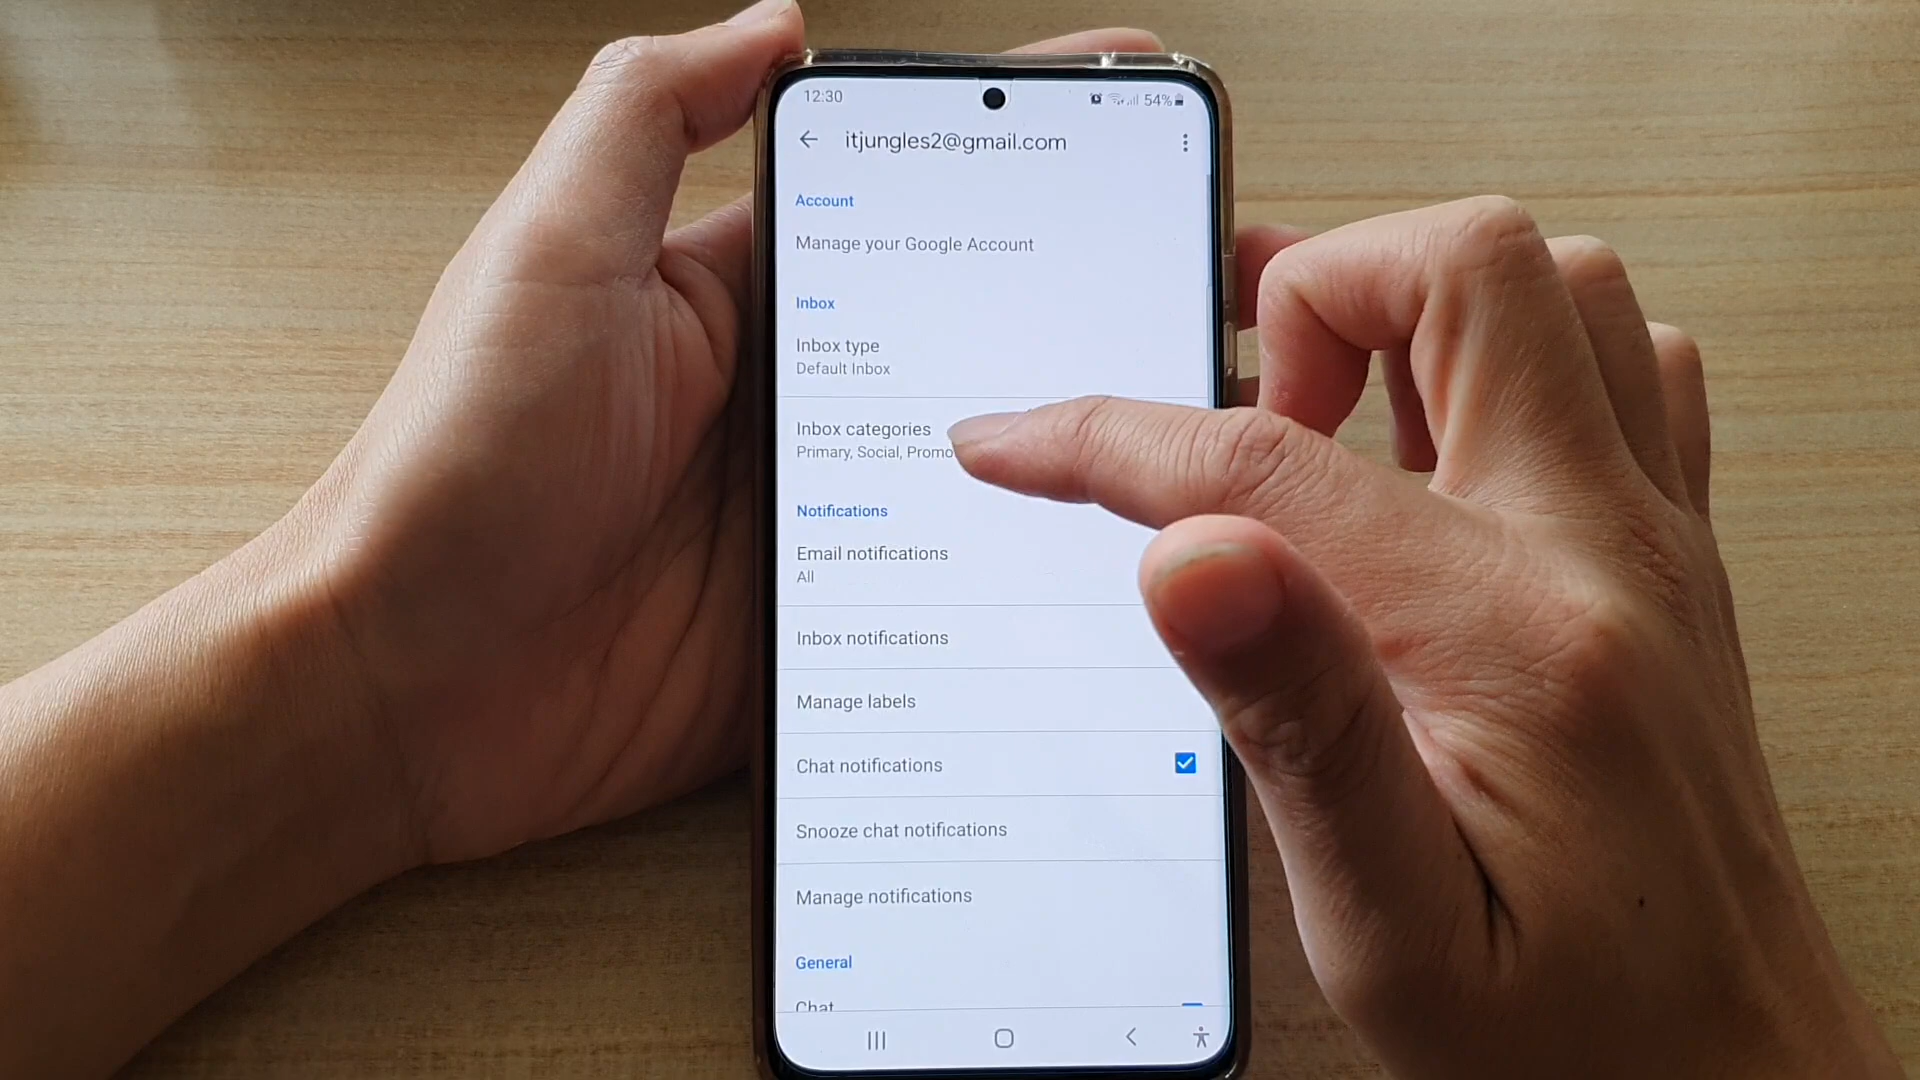 12:30
54%
itjungles2@gmail.com
Account
Manage your Google Account
Inbox
Inbox type
Default Inbox
Inbox categories
Primary, Social, Promo
Notifications
Email notifications
All
Inbox notifications
Manage labels
Chat notifications
Snooze chat notifications
Manage notifications
General
Chat